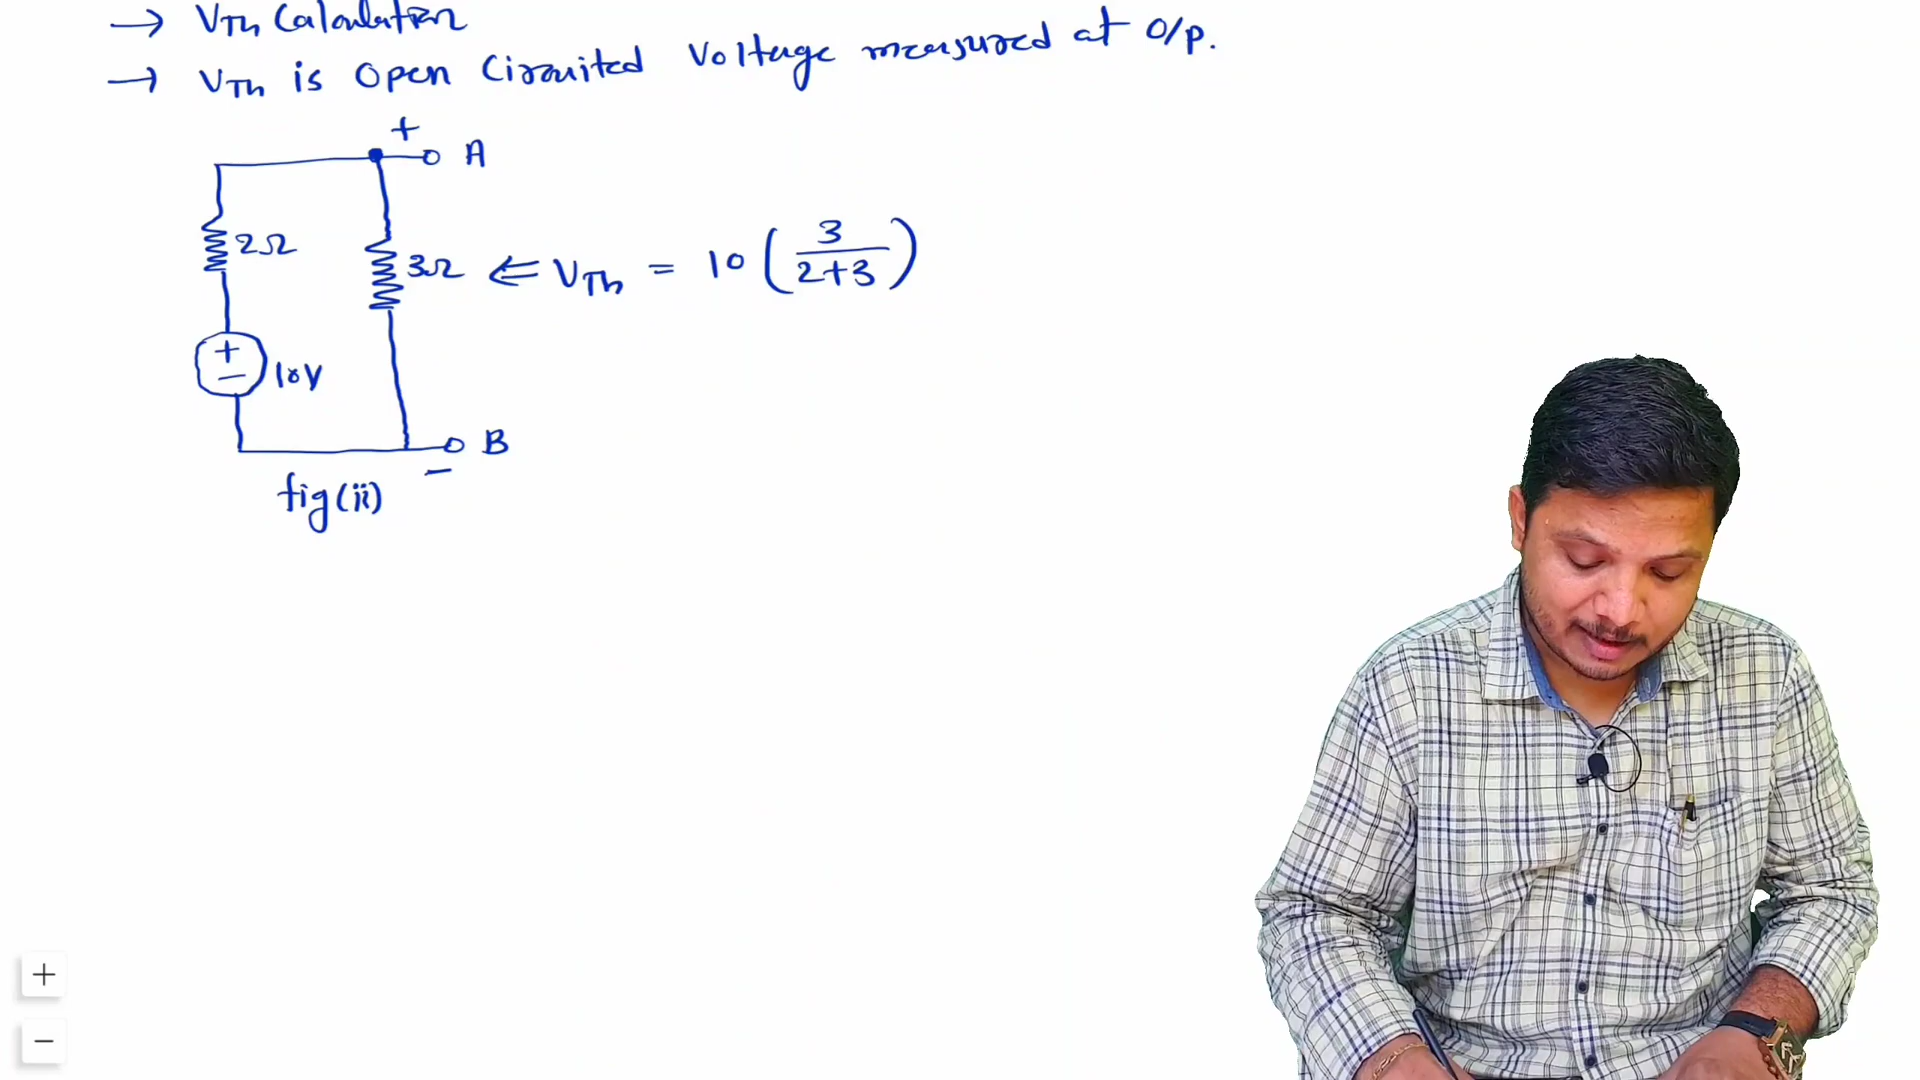 → VTh Calculation
→ VTh is Open Circuited Voltage measured at O/p.
+
A
2Ω
3Ω ⇐ VTh = 10 ( 3 / 2+3 )
+
− 10V
B
−
fig(ii)
+
−